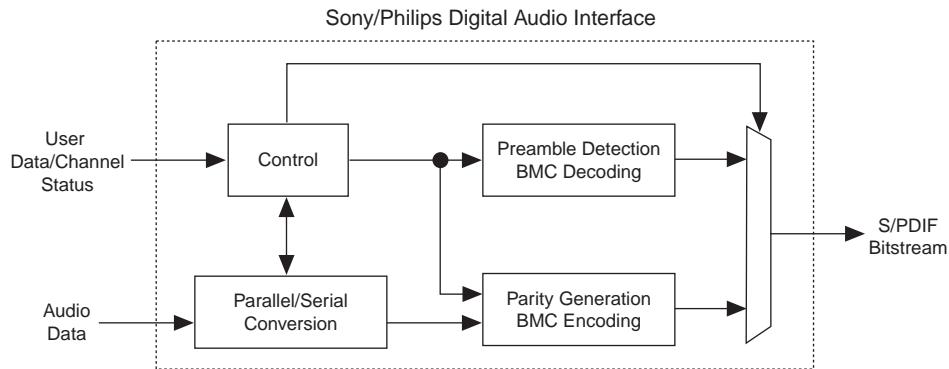 Sony/Philips Digital Audio Interface
User
Data/Channel
Status
Control
Preamble Detection
BMC Decoding
S/PDIF
Bitstream
Audio
Data
Parallel/Serial
Conversion
Parity Generation
BMC Encoding